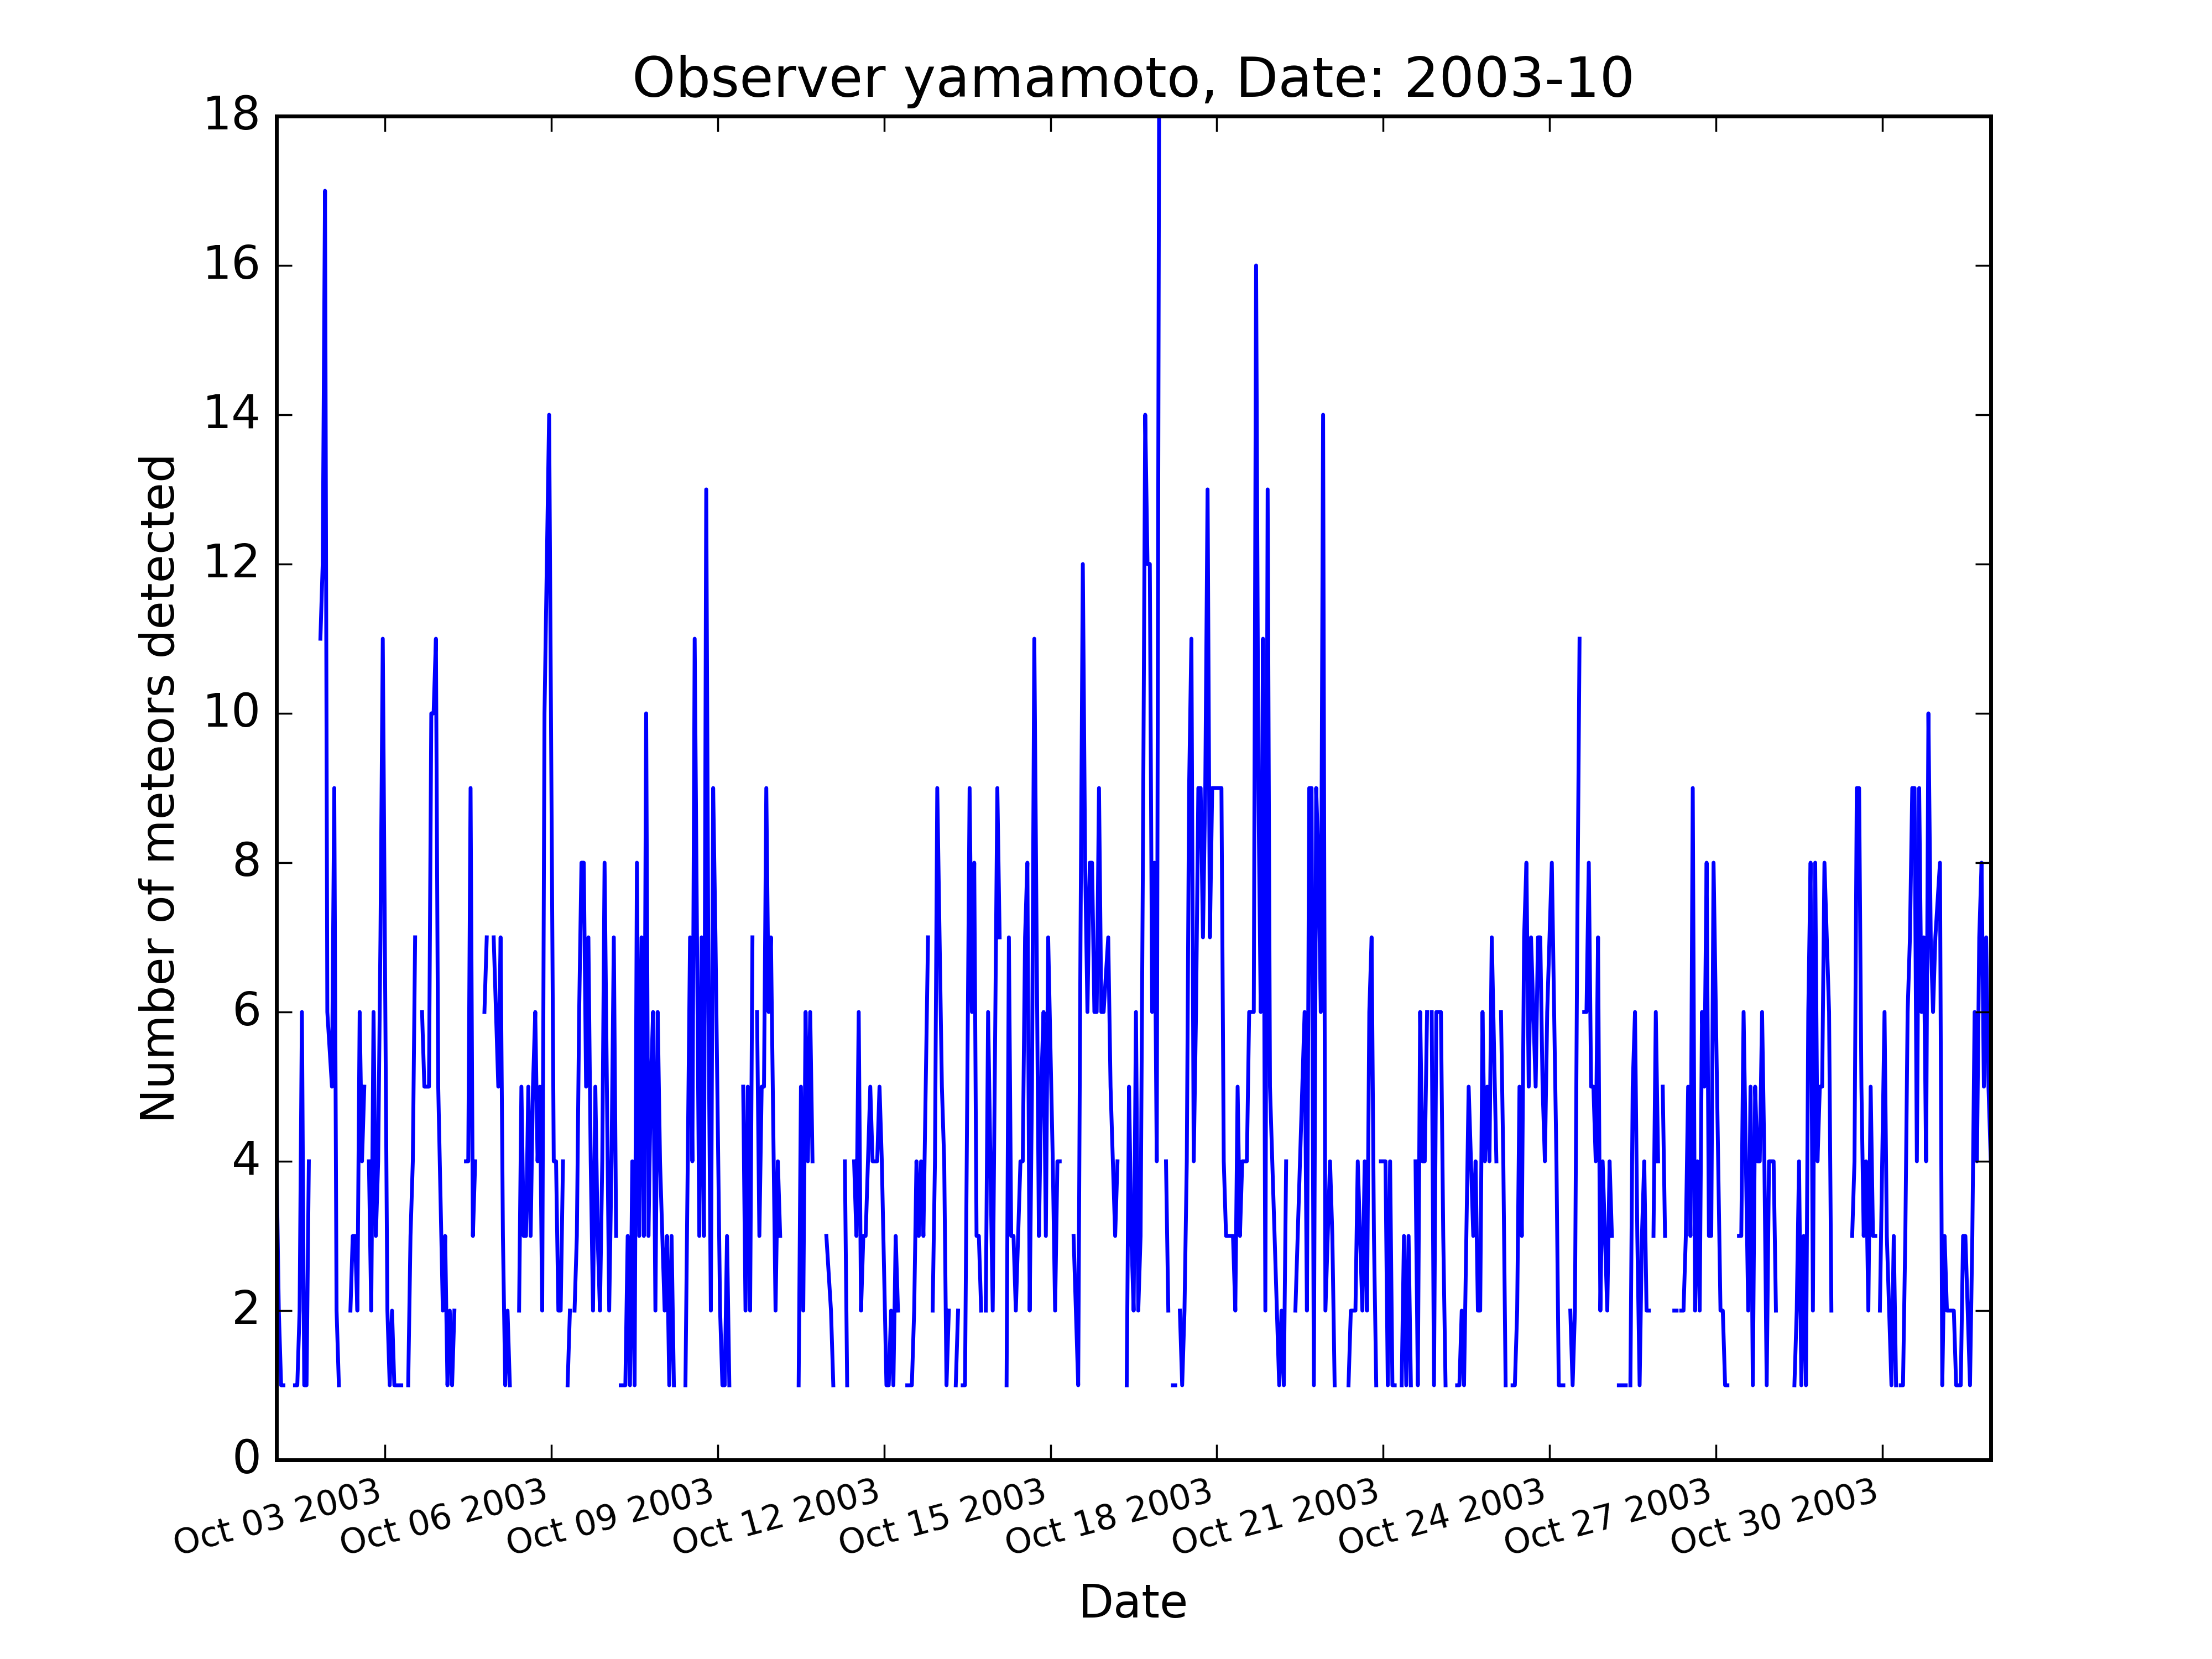 Observer yamamoto, Date: 2003-10
18
16
14
12
10
8
6
4
2
0
Number of meteors detected
Oct 03 2003
Oct 06 2003
Oct 09 2003
Oct 12 2003
Oct 15 2003
Oct 18 2003
Oct 21 2003
Oct 24 2003
Oct 27 2003
Oct 30 2003
Date